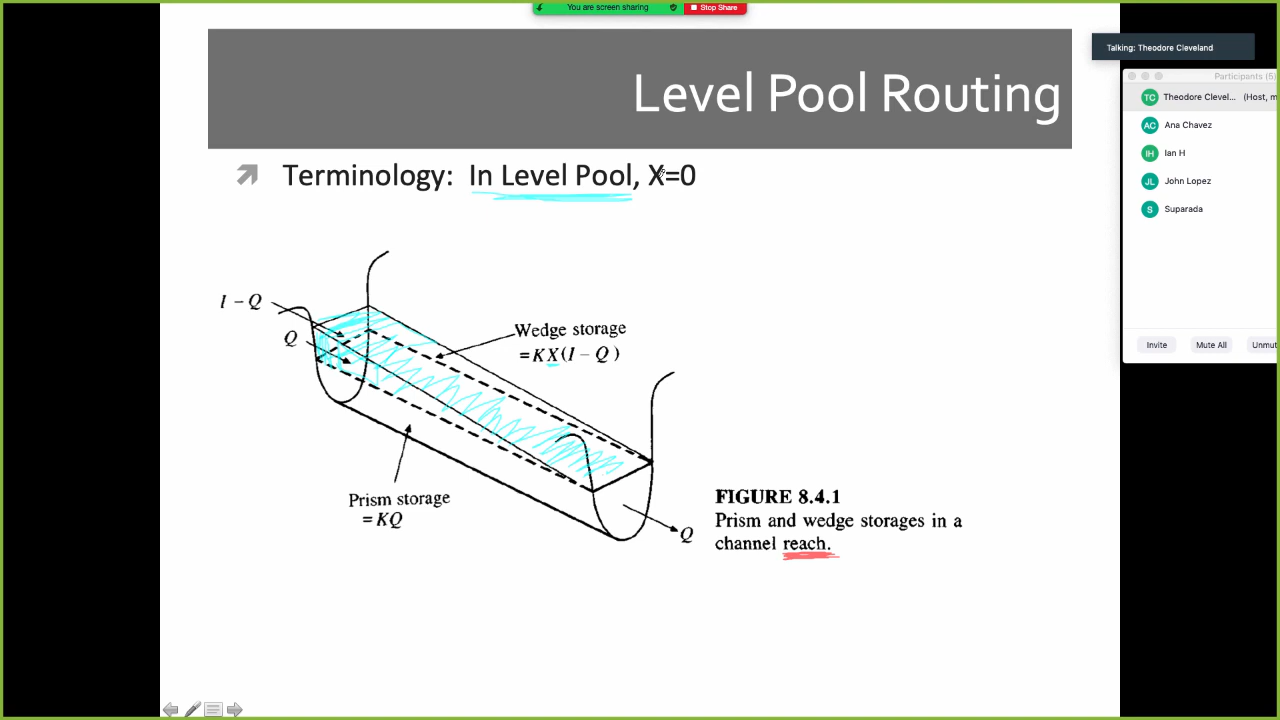 You are screen sharing
Stop Share
Talking: Theodore Cleveland
Participants (5)
TC Theodore Clevel... (Host, m
AC Ana Chavez
IH Ian H
JL John Lopez
S Suparada
Invite Mute All Unmut
Level Pool Routing
Terminology: In Level Pool, X=0
I – Q
Q
Wedge storage
= KX(I – Q)
Prism storage
= KQ
Q
FIGURE 8.4.1
Prism and wedge storages in a
channel reach.